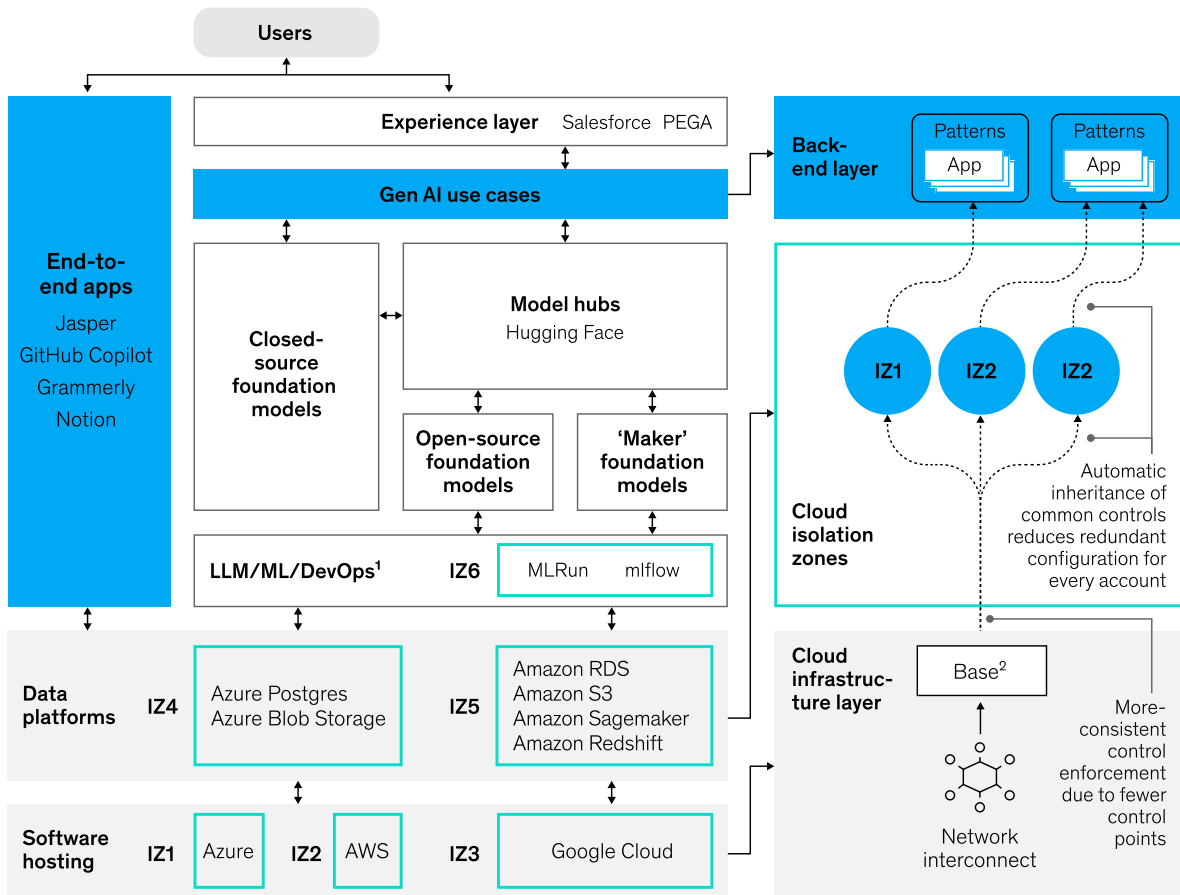 Users
Experience layer Salesforce PEGA
Gen AI use cases
End-to-
end apps
Jasper
GitHub Copilot
Grammerly
Notion
Closed-
source
foundation
models
Model hubs
Hugging Face
Open-source
foundation
models
‘Maker’
foundation
models
LLM/ML/DevOps¹
IZ6
MLRun mlflow
Data
platforms
IZ4
Azure Postgres
Azure Blob Storage
IZ5
Amazon RDS
Amazon S3
Amazon Sagemaker
Amazon Redshift
Software
hosting
IZ1
Azure
IZ2
AWS
IZ3
Google Cloud
Back-
end layer
Patterns
App
Patterns
App
IZ1
IZ2
IZ2
Cloud
isolation
zones
Automatic
inheritance of
common controls
reduces redundant
configuration for
every account
Cloud
infrastruc-
ture layer
Base²
Network
interconnect
More-
consistent
control
enforcement
due to fewer
control
points